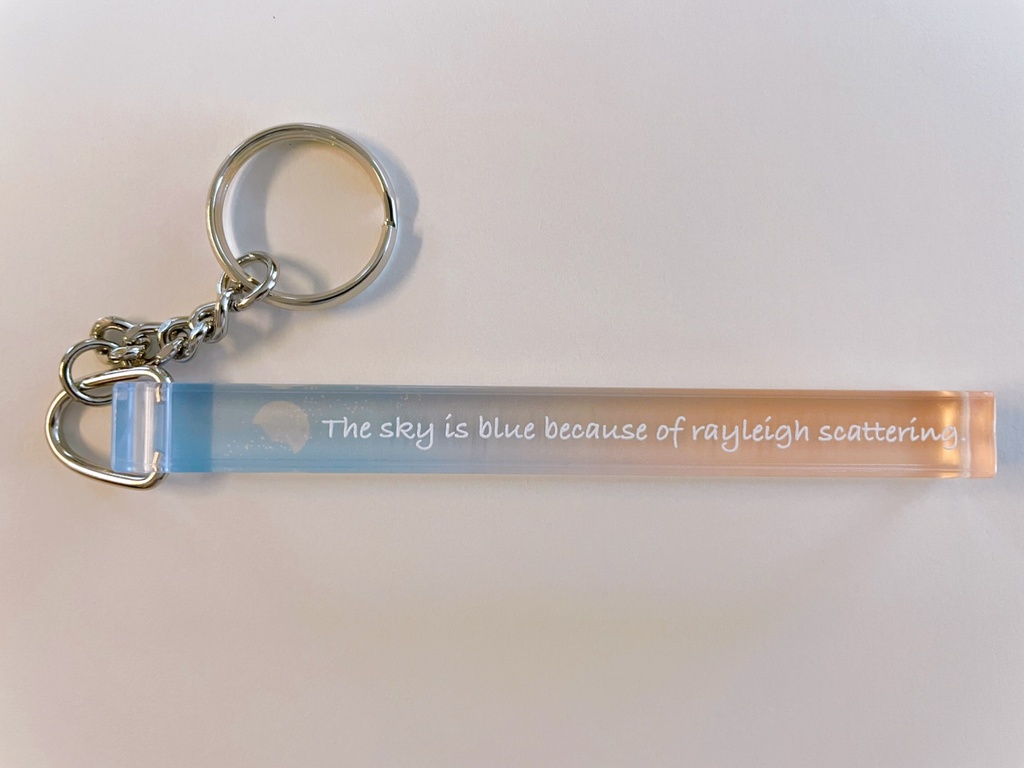 The sky is blue because of rayleigh scattering.